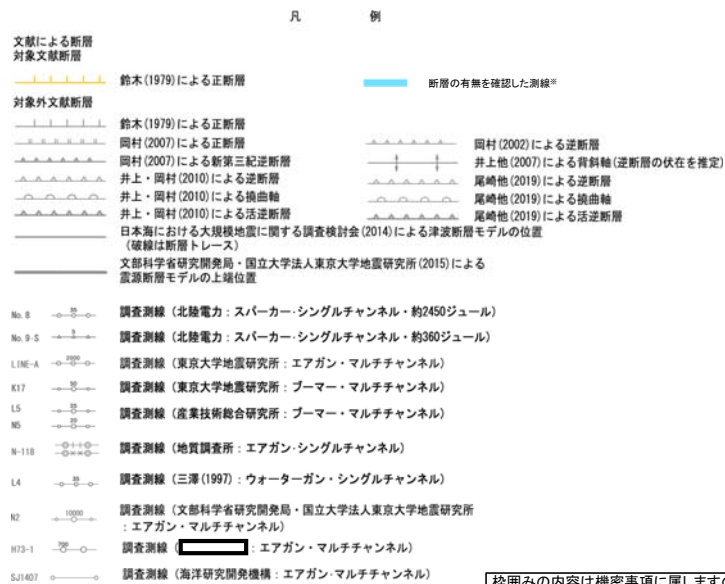 凡 例
文献による断層
対象文献断層
鈴木(1979)による正断層
断層の有無を確認した測線※
対象外文献断層
鈴木(1979)による正断層
岡村(2007)による正断層
岡村(2007)による新第三紀逆断層
井上・岡村(2010)による逆断層
井上・岡村(2010)による撓曲軸
井上・岡村(2010)による活逆断層
岡村(2002)による逆断層
井上他(2007)による背斜軸(逆断層の伏在を推定)
尾崎他(2019)による逆断層
尾崎他(2019)による撓曲軸
尾崎他(2019)による活逆断層
日本海における大規模地震に関する調査検討会(2014)による津波断層モデルの位置
(破線は断層トレース)
文部科学省研究開発局・国立大学法人東京大学地震研究所(2015)による
震源断層モデルの上端位置
No. 8 35 調査測線(北陸電力:スパーカー・シングルチャンネル・約2450ジュール)
No. 9-S 5 調査測線(北陸電力:スパーカー・シングルチャンネル・約360ジュール)
LINE-A 2000 調査測線(東京大学地震研究所:エアガン・マルチチャンネル)
K17 50 調査測線(東京大学地震研究所:ブーマー・マルチチャンネル)
L5 35
調査測線(産業技術総合研究所:ブーマー・マルチチャンネル)
N5 20
N-118 調査測線(地質調査所:エアガン・シングルチャンネル)
L4 35 調査測線(三澤(1997):ウォーターガン・シングルチャンネル)
N2 10000 調査測線(文部科学省研究開発局・国立大学法人東京大学地震研究所
:エアガン・マルチチャンネル)
H73-1 700 調査測線( :エアガン・マルチチャンネル)
SJ1407 調査測線(海洋研究開発機構:エアガン・マルチチャンネル)
枠囲みの内容は機密事項に属しますの